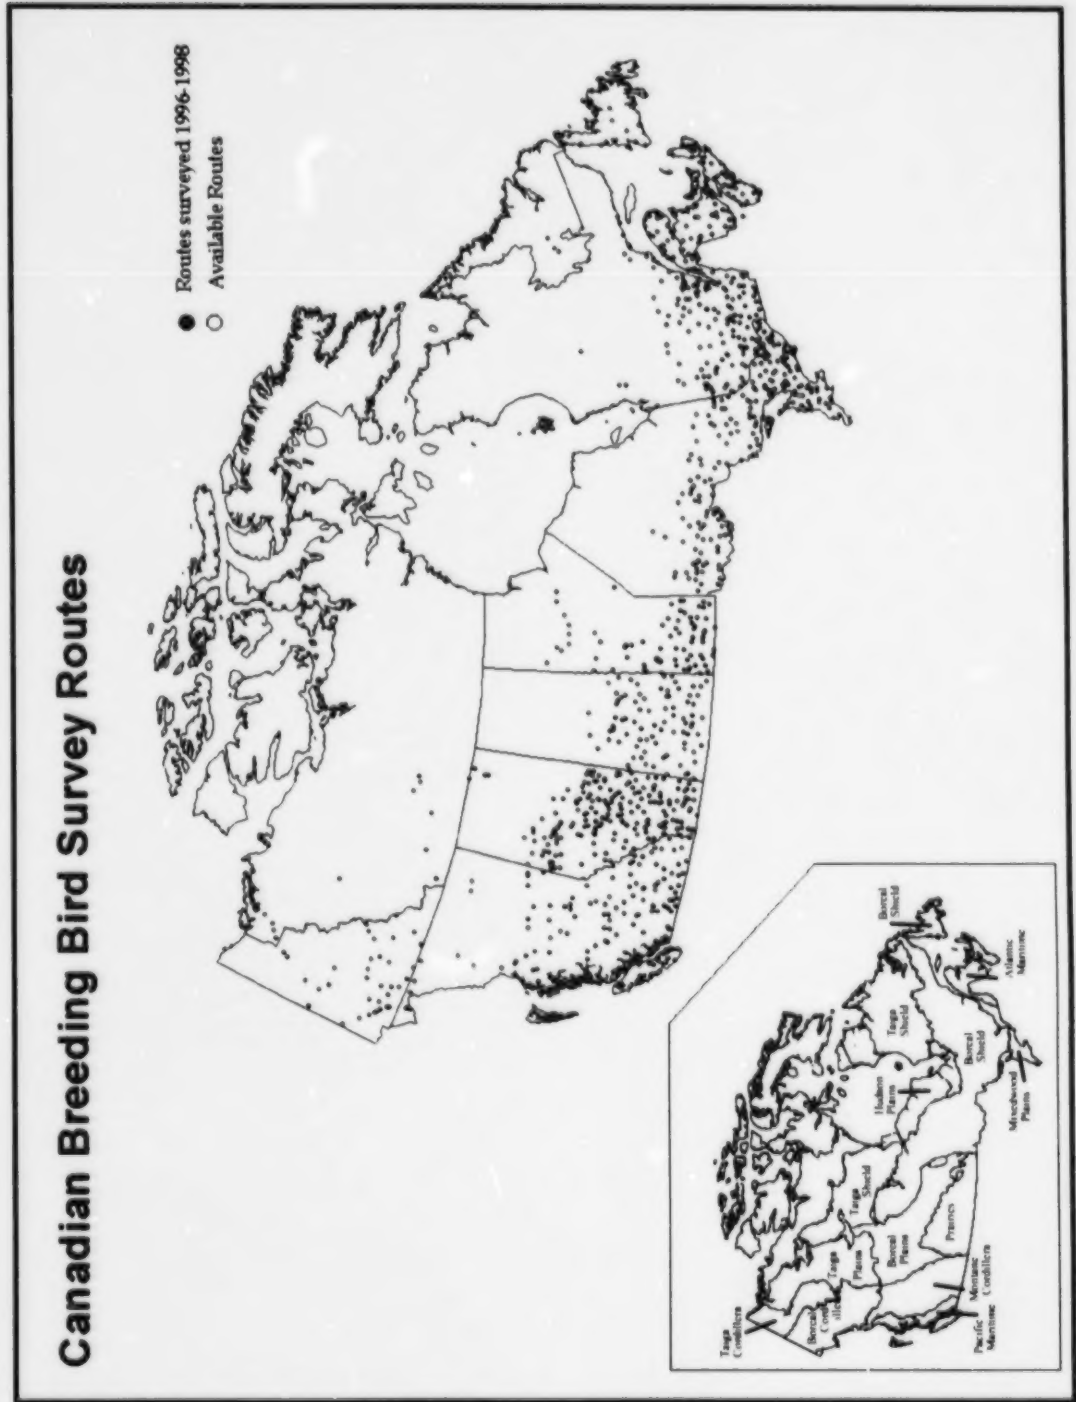 Canadian Breeding Bird Survey Routes
Routes surveyed 1996-1998
Available Routes
Taiga
Cordillera
Boreal
Cordillera
Taiga
Plains
Taiga
Shield
Boreal
Plains
Prairies
Montane
Cordillera
Pacific
Maritime
Hudson
Plains
Taiga
Shield
Boreal
Shield
Mixedwood
Plains
Boreal
Shield
Atlantic
Maritime